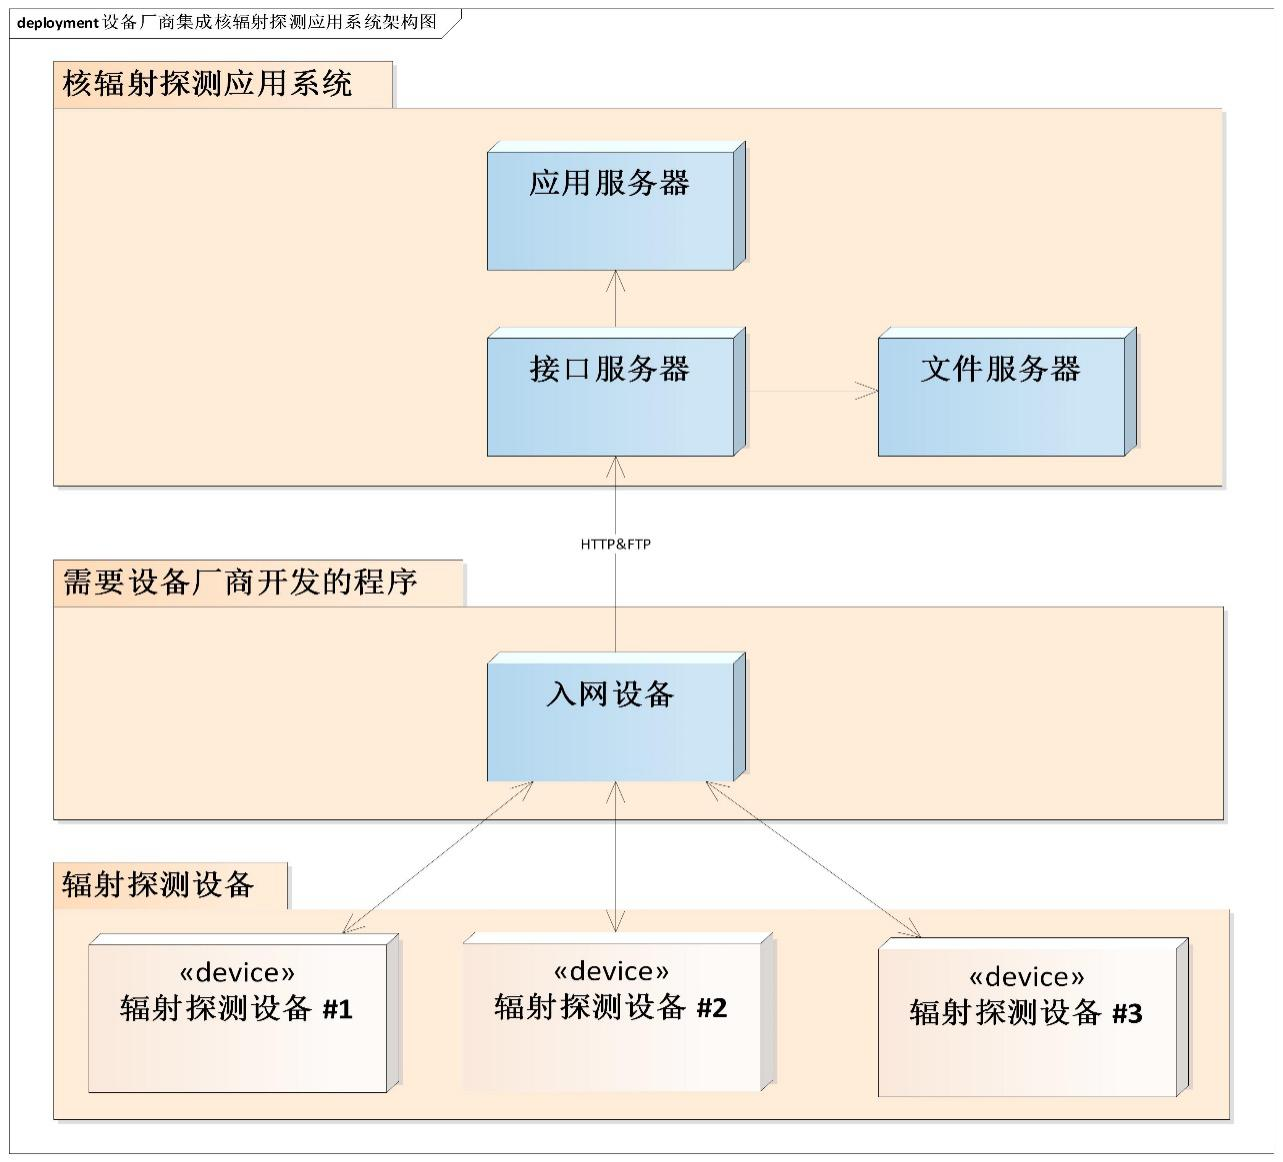 deployment 设备厂商集成核辐射探测应用系统架构图
核辐射探测应用系统
应用服务器
接口服务器
文件服务器
HTTP&FTP
需要设备厂商开发的程序
入网设备
辐射探测设备
«device»
辐射探测设备 #1
«device»
辐射探测设备 #2
«device»
辐射探测设备 #3